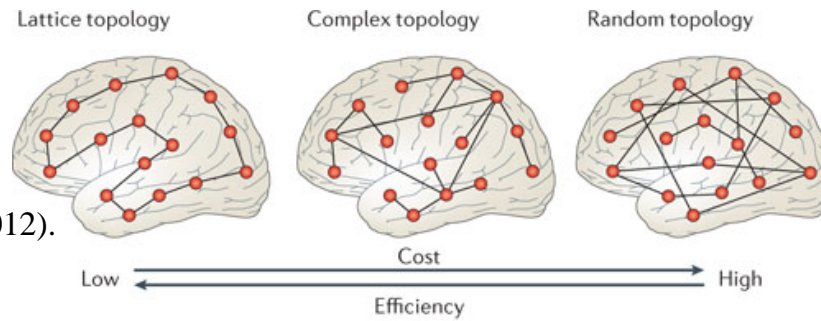 Lattice topology
Complex topology
Random topology
012).
Cost
Low
High
Efficiency